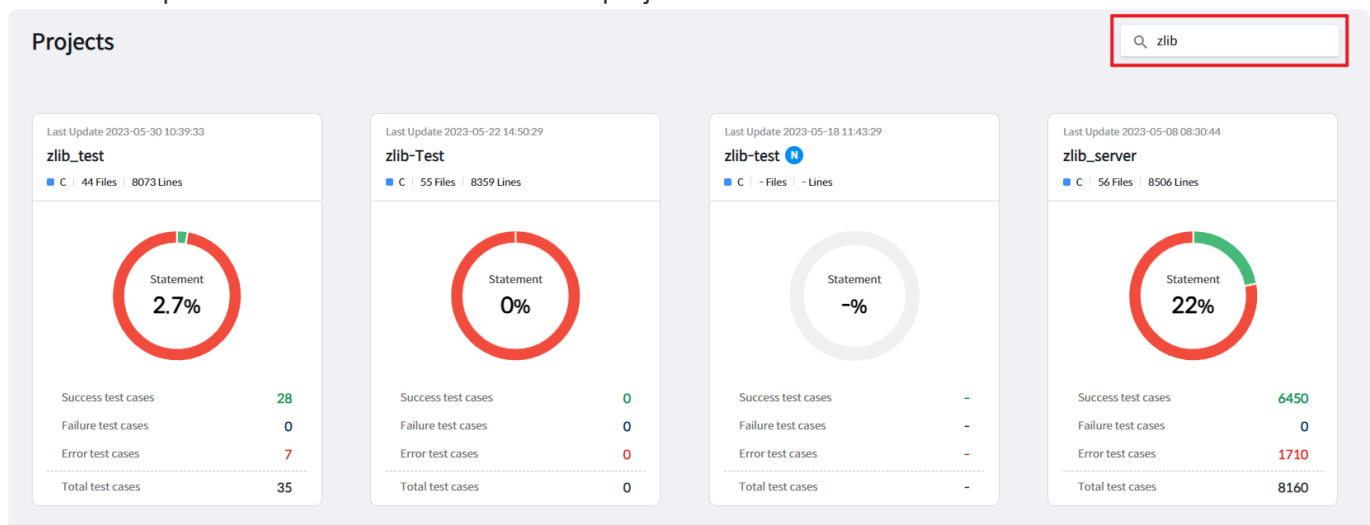 Projects
zlib
Last Update 2023-05-30 10:39:33
zlib_test
C 44 Files 8073 Lines
Statement
2.7%
Success test cases 28
Failure test cases 0
Error test cases 7
Total test cases 35
Last Update 2023-05-22 14:50:29
zlib-Test
C 55 Files 8359 Lines
Statement
0%
Success test cases 0
Failure test cases 0
Error test cases 0
Total test cases 0
Last Update 2023-05-18 11:43:29
zlib-test N
C - Files - Lines
Statement
-%
Success test cases -
Failure test cases -
Error test cases -
Total test cases -
Last Update 2023-05-08 08:30:44
zlib_server
C 56 Files 8506 Lines
Statement
22%
Success test cases 6450
Failure test cases 0
Error test cases 1710
Total test cases 8160